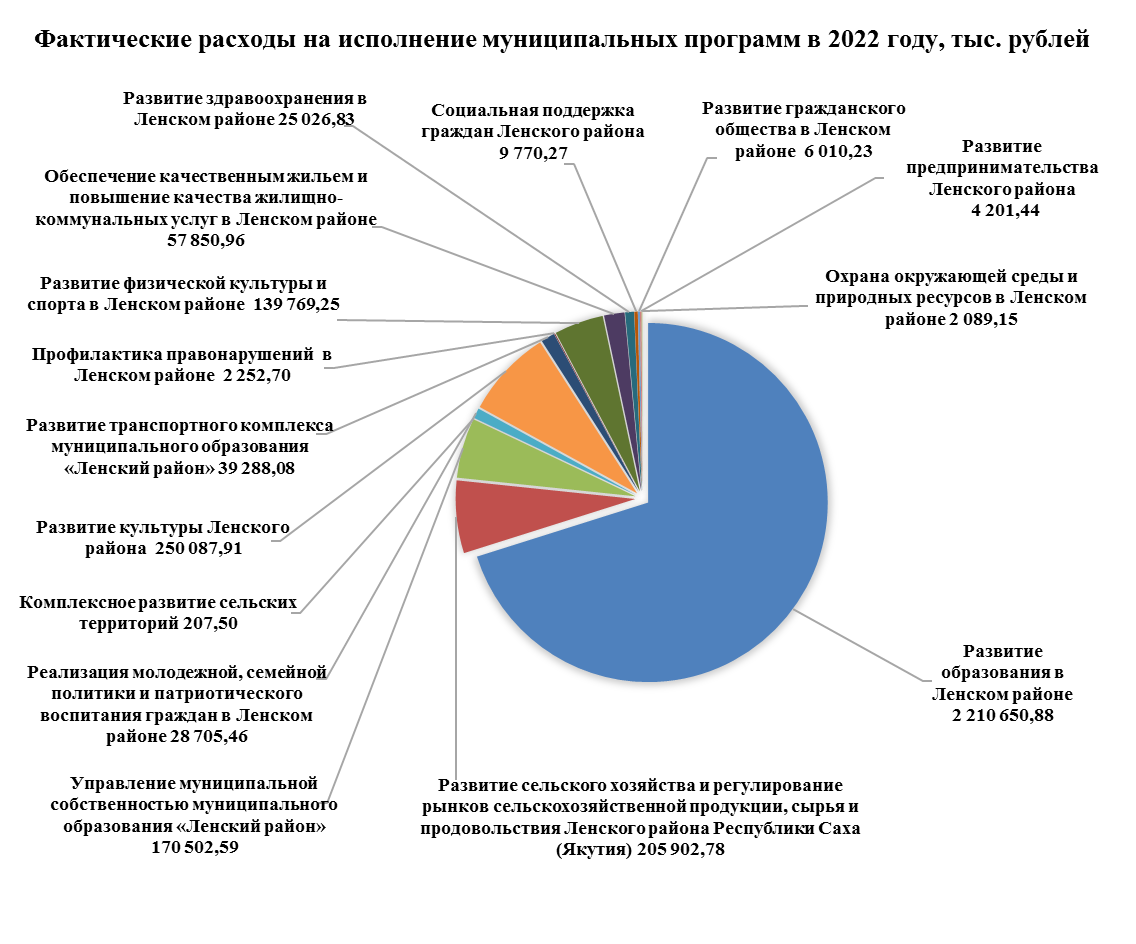 Фактические расходы на исполнение муниципальных программ в 2022 году, тыс. рублей
Развитие здравоохранения в
Ленском районе 25 026,83
Социальная поддержка
граждан Ленского района
9 770,27
Развитие гражданского
общества в Ленском
районе 6 010,23
Развитие
предпринимательства
Ленского района
4 201,44
Обеспечение качественным жильем и
повышение качества жилищно-
коммунальных услуг в Ленском районе
57 850,96
Охрана окружающей среды и
природных ресурсов в Ленском
районе 2 089,15
Развитие физической культуры и
спорта в Ленском районе 139 769,25
Профилактика правонарушений в
Ленском районе 2 252,70
Развитие транспортного комплекса
муниципального образования
«Ленский район» 39 288,08
Развитие культуры Ленского
района 250 087,91
Комплексное развитие сельских
территорий 207,50
Реализация молодежной, семейной
политики и патриотического
воспитания граждан в Ленском
районе 28 705,46
Развитие
образования в
Ленском районе
2 210 650,88
Управление муниципальной
собственностью муниципального
образования «Ленский район»
170 502,59
Развитие сельского хозяйства и регулирование
рынков сельскохозяйственной продукции, сырья и
продовольствия Ленского района Республики Саха
(Якутия) 205 902,78